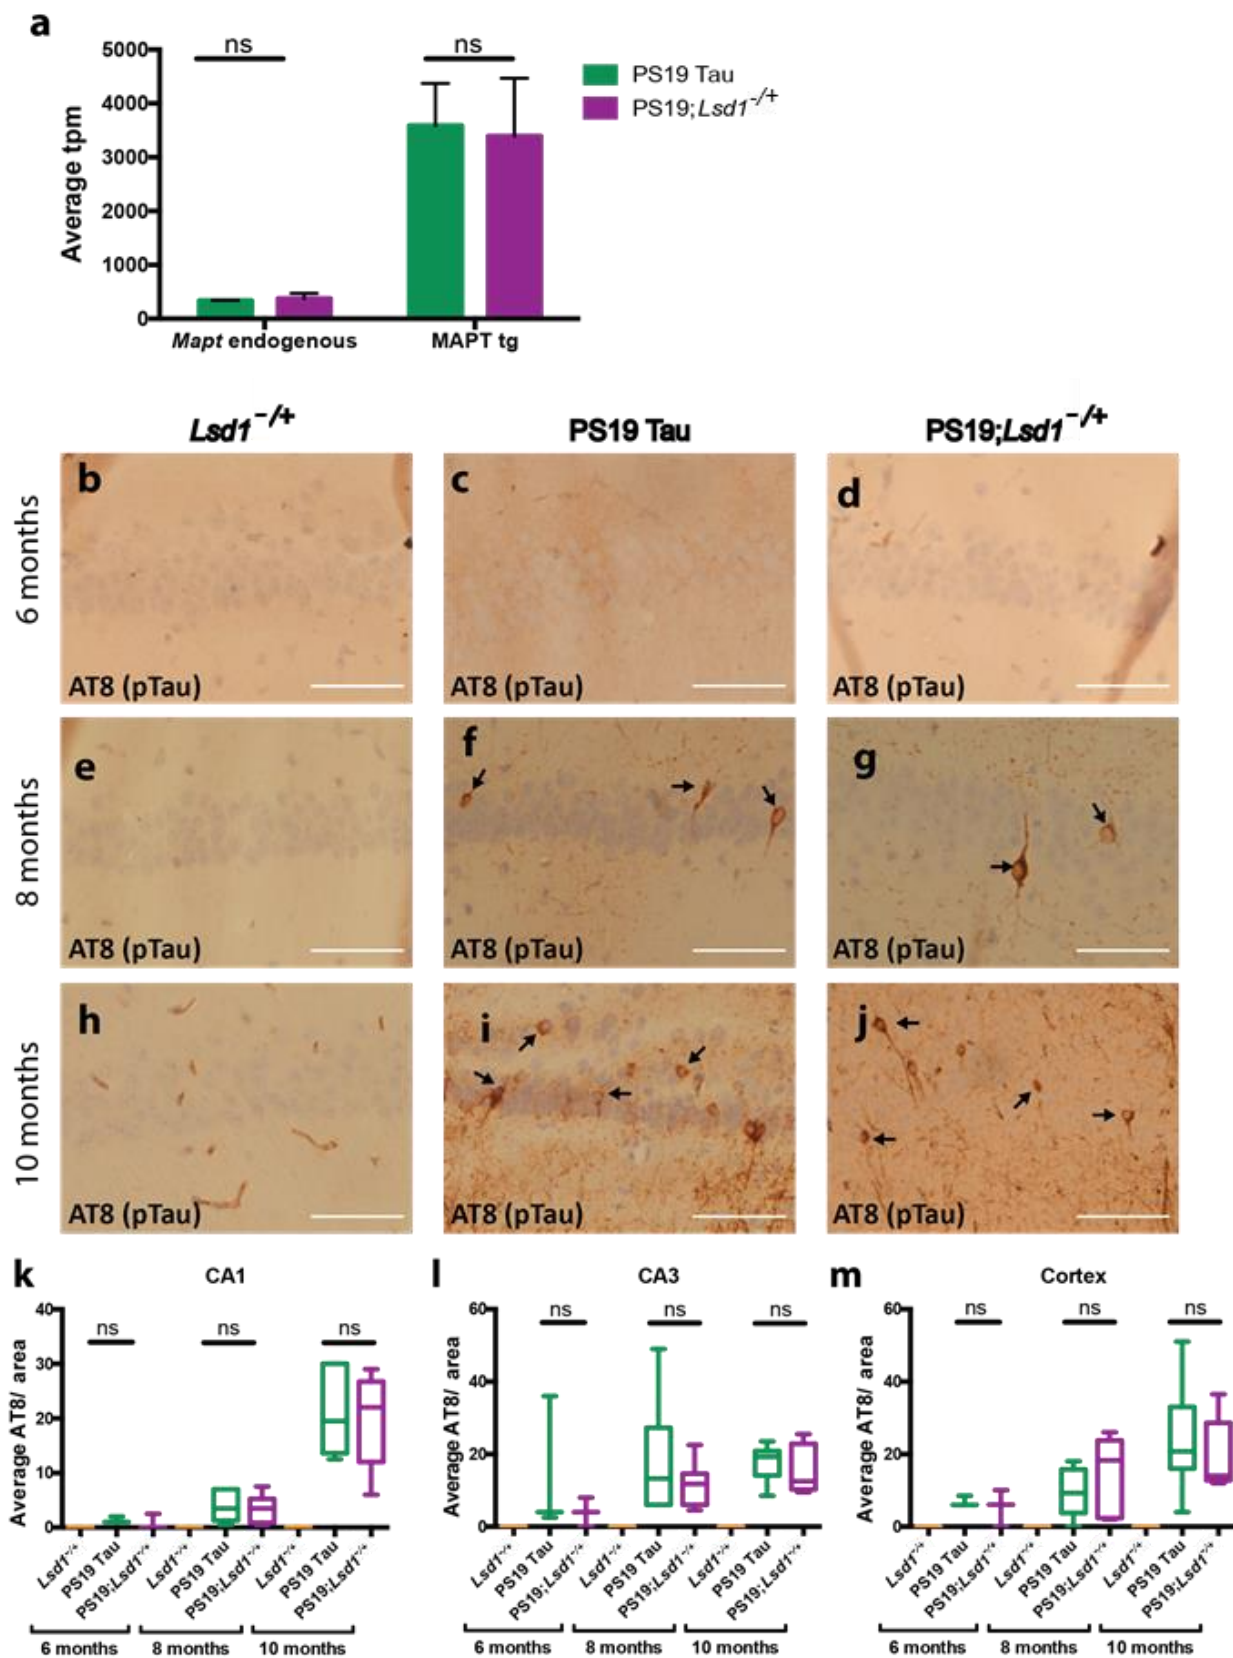 a
ns
ns
5000
4000
3000
2000
1000
0
Average tpm
PS19 Tau
PS19;Lsd1-/+
Mapt endogenous
MAPT tg
Lsd1-/+
PS19 Tau
PS19;Lsd1-/+
6 months
b
AT8 (pTau)
c
AT8 (pTau)
d
AT8 (pTau)
8 months
e
AT8 (pTau)
f
AT8 (pTau)
g
AT8 (pTau)
10 months
h
AT8 (pTau)
i
AT8 (pTau)
j
AT8 (pTau)
k
CA1
Average AT8/ area
40
30
20
10
0
ns
ns
ns
Lsd1-/+
PS19 Tau
PS19;Lsd1-/+
Lsd1-/+
PS19 Tau
PS19;Lsd1-/+
Lsd1-/+
PS19 Tau
PS19;Lsd1-/+
6 months
8 months
10 months
l
CA3
Average AT8/ area
60
40
20
0
ns
ns
ns
Lsd1-/+
PS19 Tau
PS19;Lsd1-/+
Lsd1-/+
PS19 Tau
PS19;Lsd1-/+
Lsd1-/+
PS19 Tau
PS19;Lsd1-/+
6 months
8 months
10 months
m
Cortex
Average AT8/ area
60
40
20
0
ns
ns
ns
Lsd1-/+
PS19 Tau
PS19;Lsd1-/+
Lsd1-/+
PS19 Tau
PS19;Lsd1-/+
Lsd1-/+
PS19 Tau
PS19;Lsd1-/+
6 months
8 months
10 months